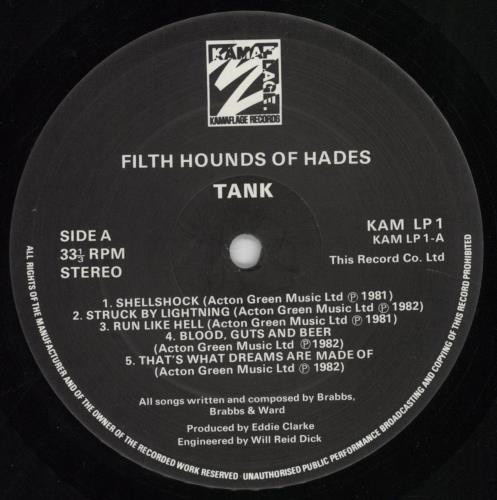 KAMAF
LAGE.
KAMAFLAGE RECORDS
FILTH HOUNDS OF HADES
TANK
SIDE A
33⅓ RPM
STEREO
KAM LP 1
KAM LP 1-A
This Record Co. Ltd
1. SHELLSHOCK (Acton Green Music Ltd ℗ 1981)
2. STRUCK BY LIGHTNING (Acton Green Music Ltd ℗ 1982)
3. RUN LIKE HELL (Acton Green Music Ltd ℗ 1981)
4. BLOOD, GUTS AND BEER
(Acton Green Music Ltd ℗ 1982)
5. THAT'S WHAT DREAMS ARE MADE OF
(Acton Green Music Ltd ℗ 1982)
All songs written and composed by Brabbs,
Brabbs & Ward
Produced by Eddie Clarke
Engineered by Will Reid Dick
ALL RIGHTS OF THE MANUFACTURER AND OF THE OWNER OF THE RECORDED WORK RESERVED · UNAUTHORISED PUBLIC PERFORMANCE BROADCASTING AND COPYING OF THIS RECORD PROHIBITED